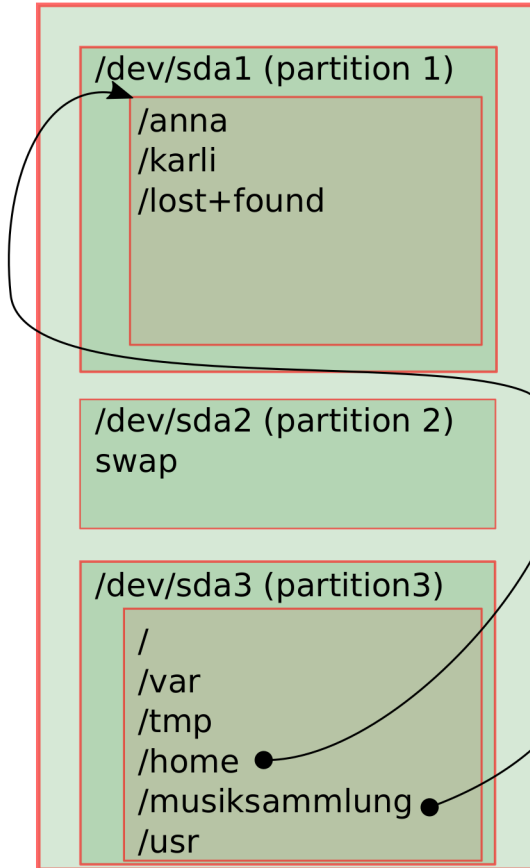 /dev/sda1 (partition 1)
/anna
/karli
/lost+found
/dev/sda2 (partition 2)
swap
/dev/sda3 (partition3)
/
/var
/tmp
/home
/musiksammlung
/usr